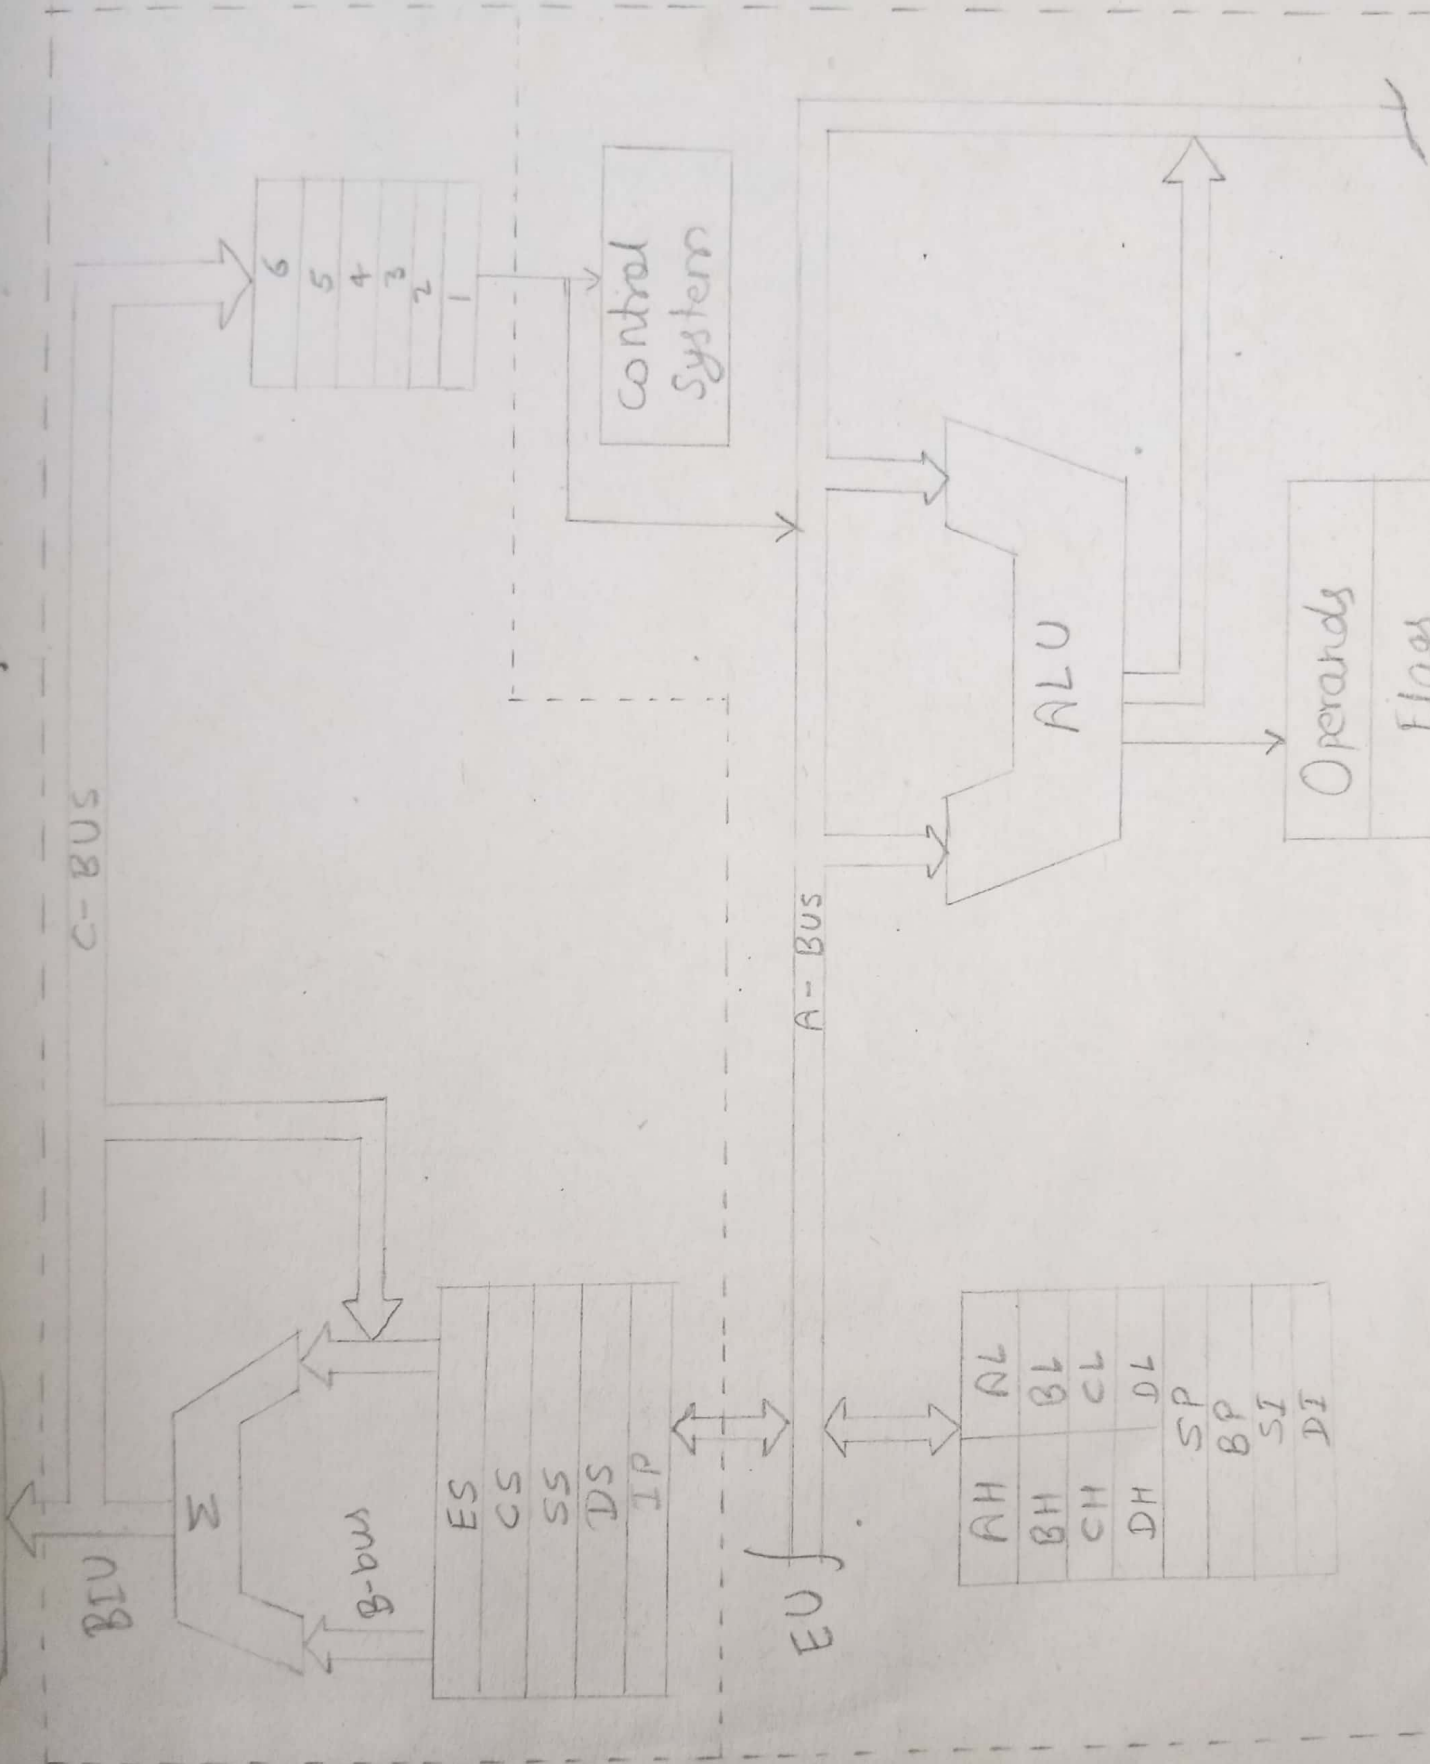 BIU
C-BUS
Σ
6
5
4
3
2
1
B-bus
ES
CS
SS
DS
IP
Control
System
EU
A-BUS
AH AL
BH BL
CH CL
DH DL
SP
BP
SI
DI
ALU
Operands